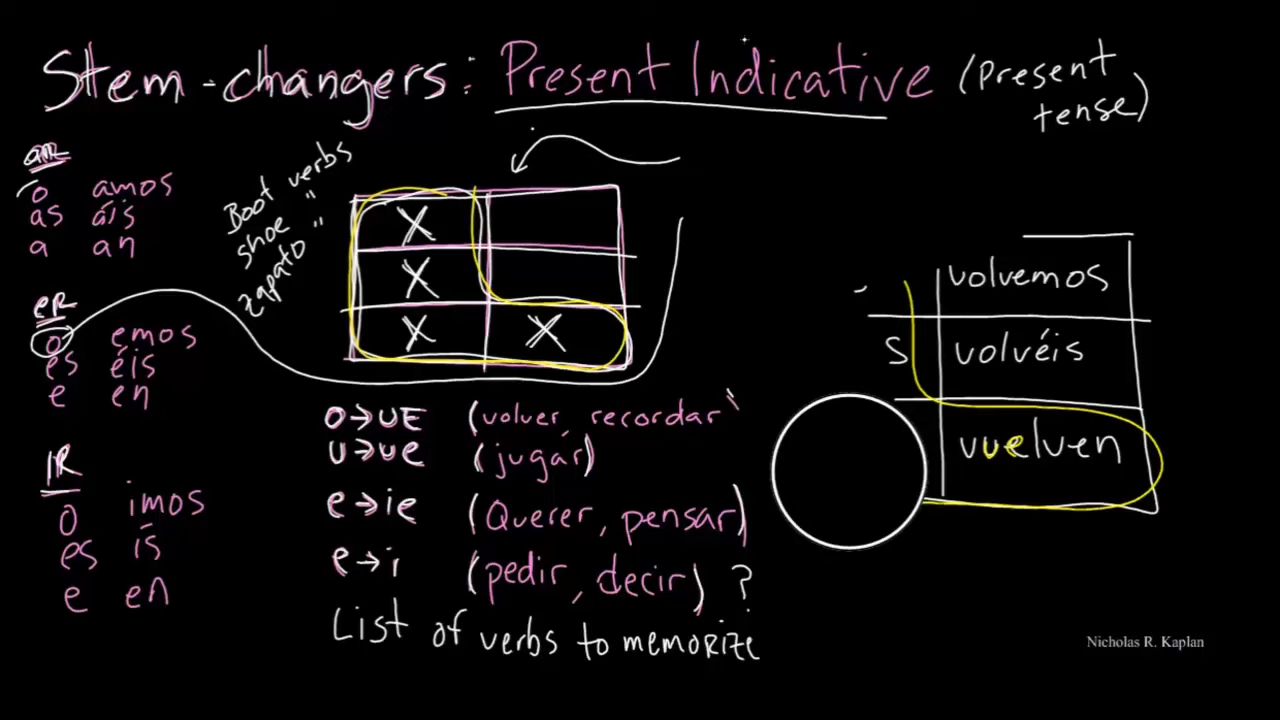 Stem-changers: Present Indicative (present tense)
aR
o amos
as áis
a an
eR
o emos
es éis
e en
IR
o imos
es ís
e en
Boot verbs
shoe "
zapato "
X
X
X X
o→UE (volver, recordar
U→ue (jugar)
e→ie (Querer, pensar)
e→i (pedir, decir) ?
List of verbs to memorize
volvemos
s volvéis
vuelven
Nicholas R. Kaplan